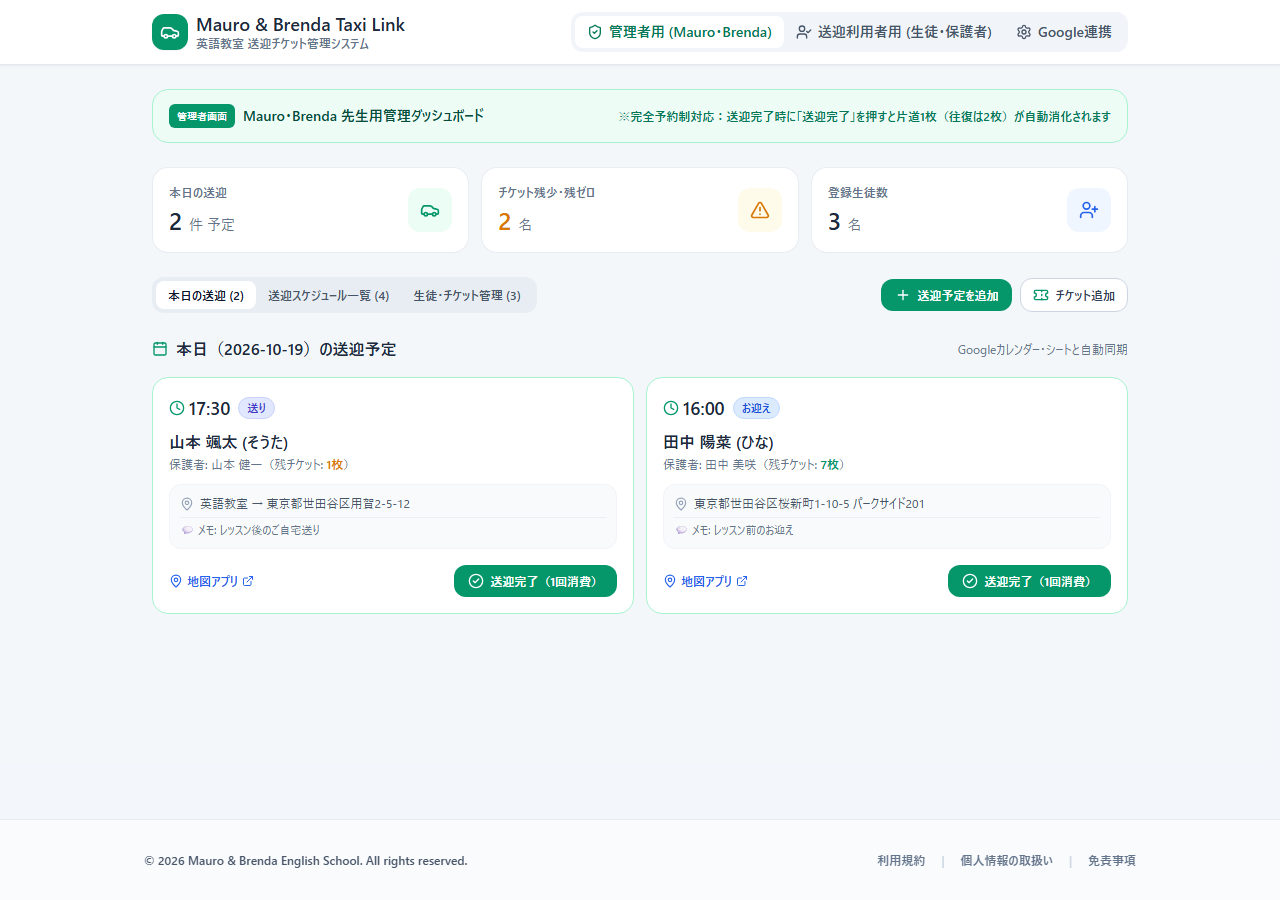 Mauro & Brenda Taxi Link
英語教室 送迎チケット管理システム
管理者用 (Mauro・Brenda)
送迎利用者用 (生徒・保護者)
Google連携
管理者画面
Mauro・Brenda 先生用管理ダッシュボード
※完全予約制対応：送迎完了時に「送迎完了」を押すと片道1枚（往復は2枚）が自動消化されます
本日の送迎
2 件 予定
チケット残少・残ゼロ
2 名
登録生徒数
3 名
本日の送迎 (2)
送迎スケジュール一覧 (4)
生徒・チケット管理 (3)
送迎予定を追加
チケット追加
本日（2026-10-19）の送迎予定
Googleカレンダー・シートと自動同期
17:30 送り
山本 颯太 (そうた)
保護者: 山本 健一（残チケット: 1枚）
英語教室 → 東京都世田谷区用賀2-5-12
メモ: レッスン後のご自宅送り
地図アプリ
送迎完了（1回消費）
16:00 お迎え
田中 陽菜 (ひな)
保護者: 田中 美咲（残チケット: 7枚）
東京都世田谷区桜新町1-10-5 パークサイド201
メモ: レッスン前のお迎え
地図アプリ
送迎完了（1回消費）
© 2026 Mauro & Brenda English School. All rights reserved.
利用規約 | 個人情報の取扱い | 免責事項